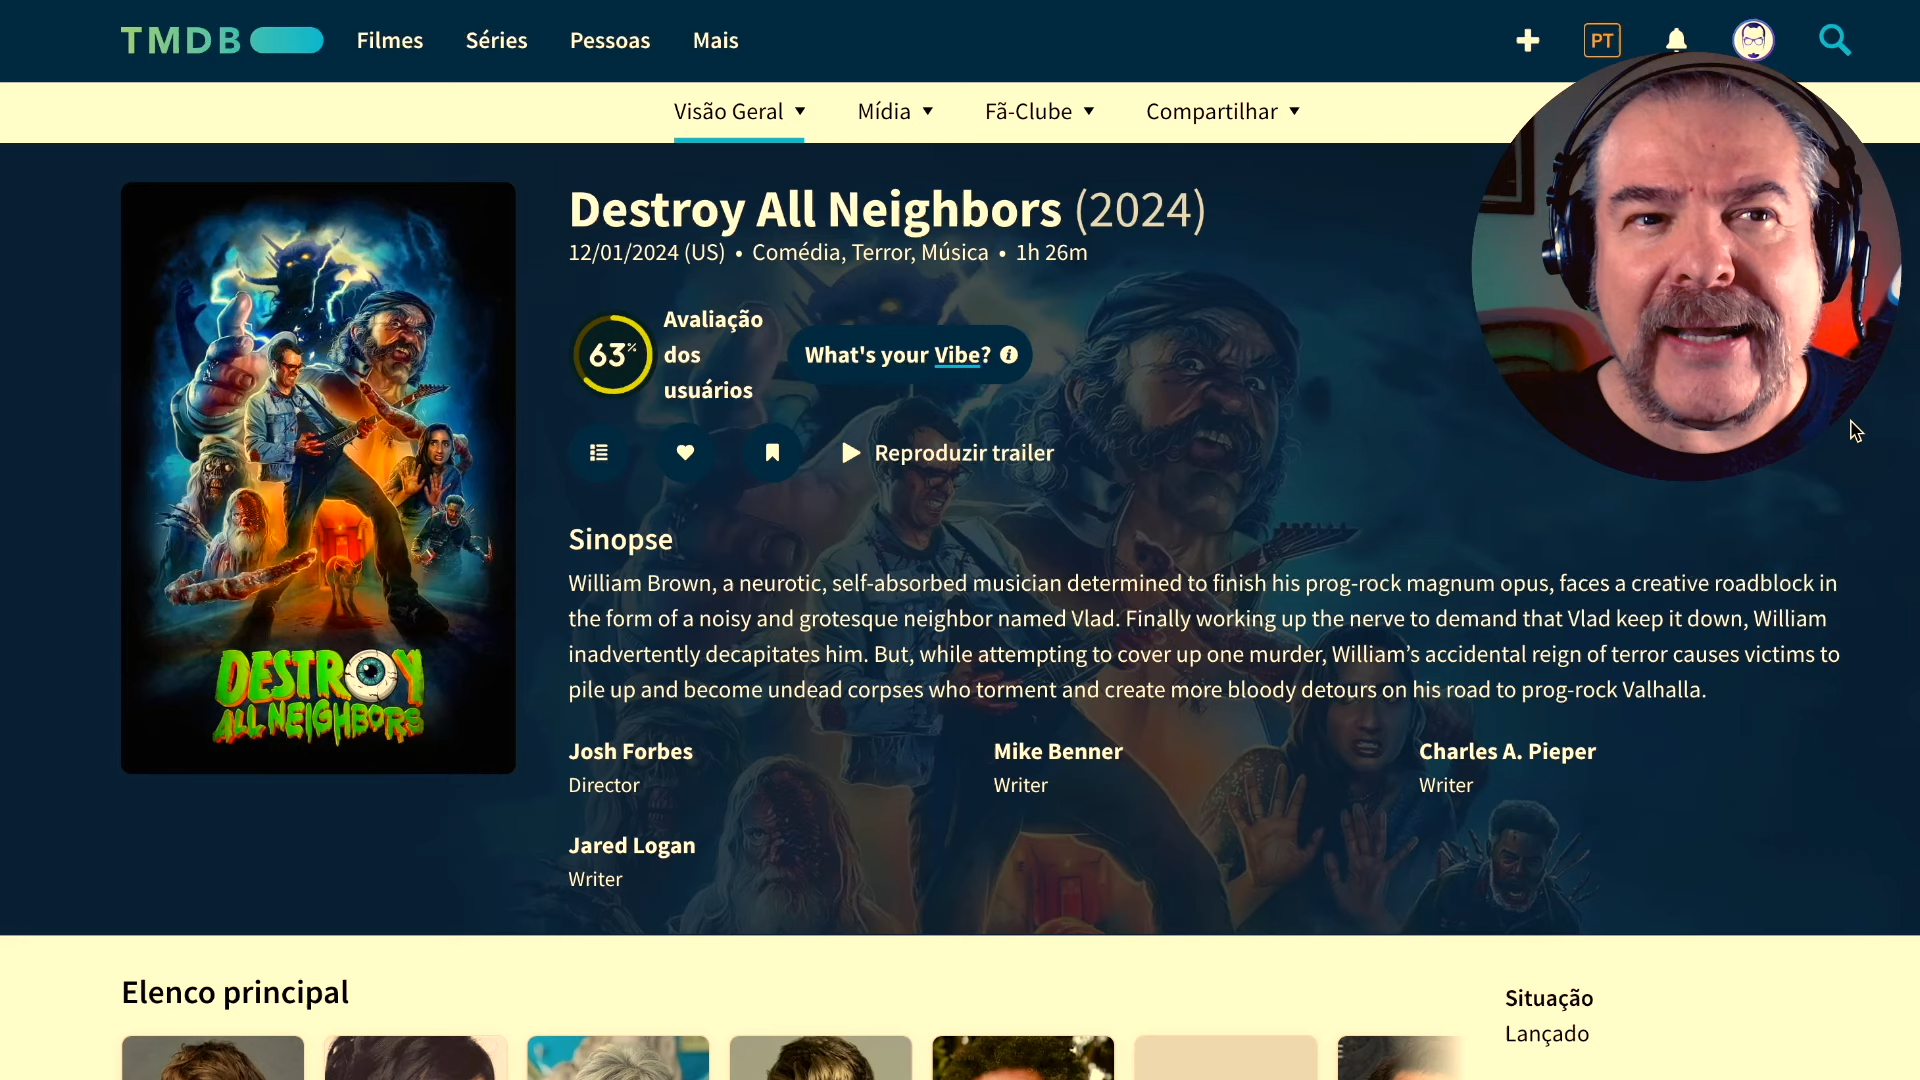 TMDB
Filmes
Séries
Pessoas
Mais
PT
Visão Geral
Mídia
Fã-Clube
Compartilhar
Destroy All Neighbors (2024)
12/01/2024 (US) • Comédia, Terror, Música • 1h 26m
63%
Avaliação
dos
usuários
What's your Vibe?
Reproduzir trailer
Sinopse
William Brown, a neurotic, self-absorbed musician determined to finish his prog-rock magnum opus, faces a creative roadblock in
the form of a noisy and grotesque neighbor named Vlad. Finally working up the nerve to demand that Vlad keep it down, William
inadvertently decapitates him. But, while attempting to cover up one murder, William’s accidental reign of terror causes victims to
pile up and become undead corpses who torment and create more bloody detours on his road to prog-rock Valhalla.
Josh Forbes
Director
Mike Benner
Writer
Charles A. Pieper
Writer
Jared Logan
Writer
DESTROY
ALL NEIGHBORS
Elenco principal
Situação
Lançado